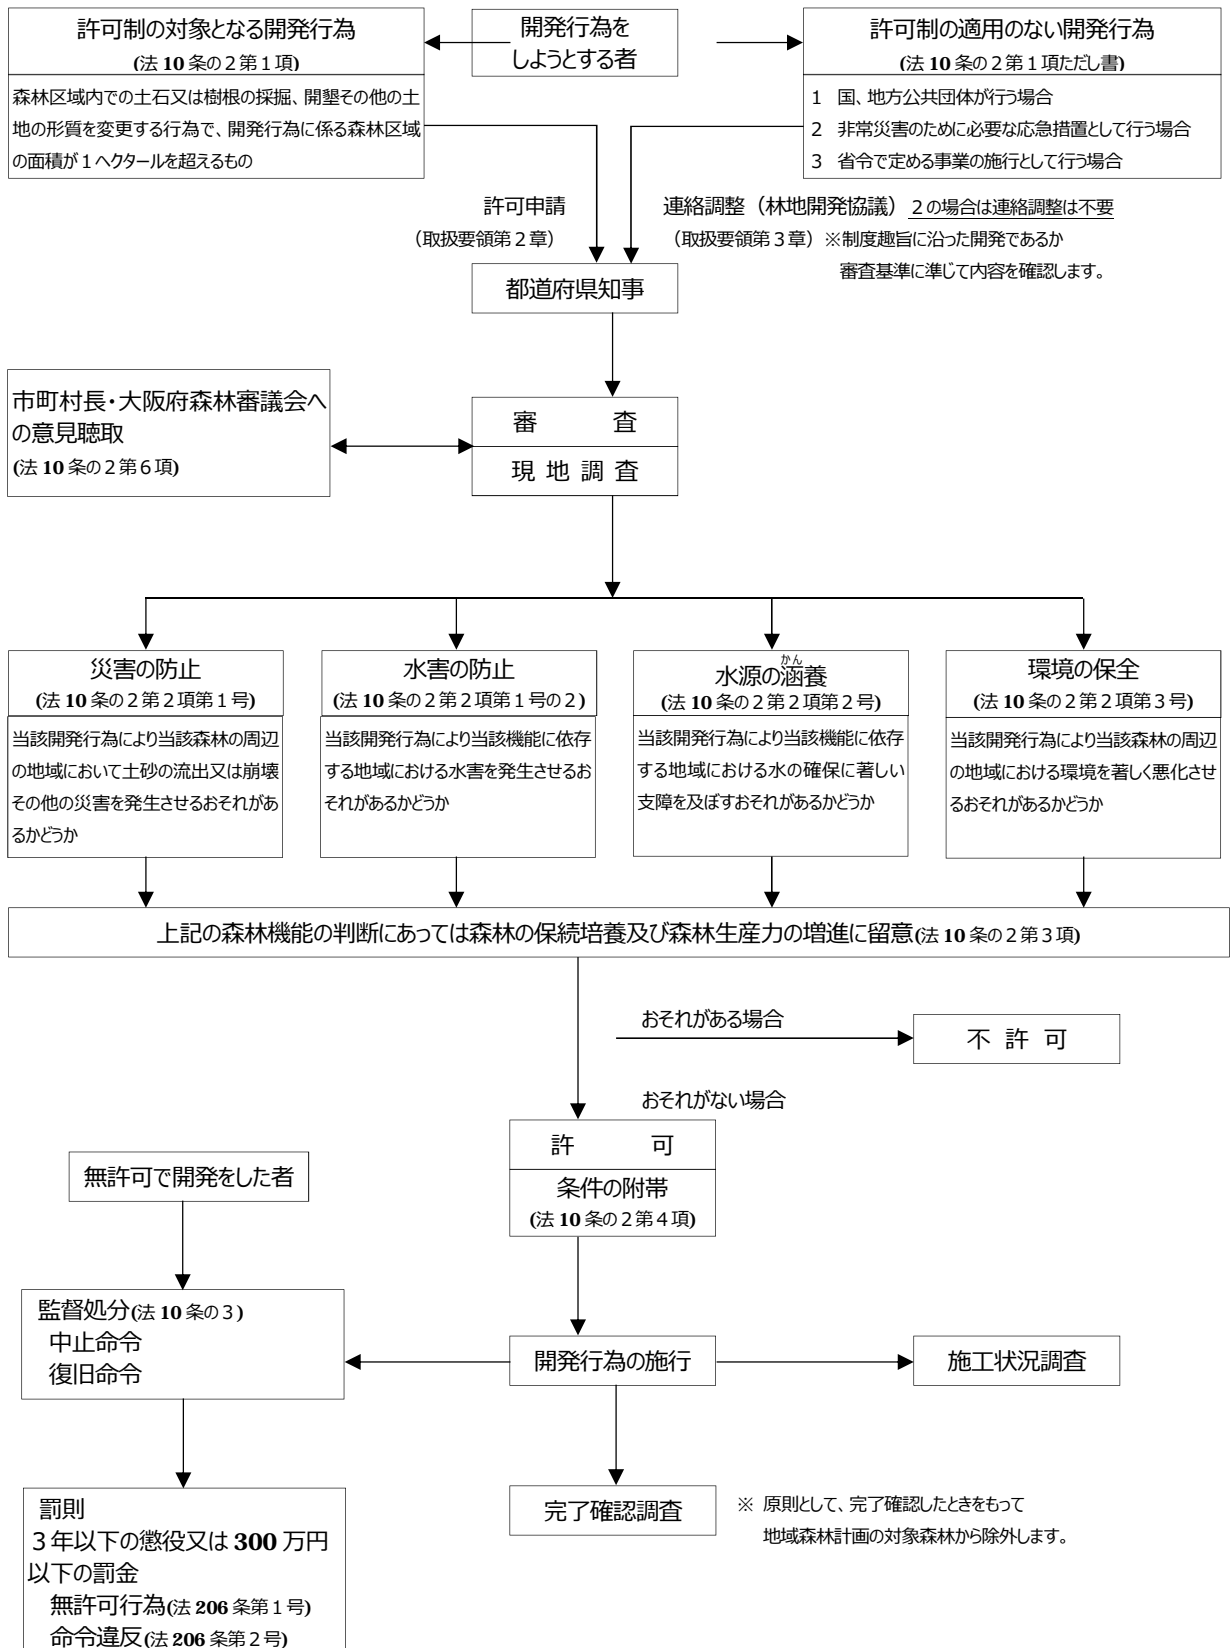 許可制の対象となる開発行為
(法 10 条の２第１項)
森林区域内での土石又は樹根の採掘、開墾その他の土
地の形質を変更する行為で、開発行為に係る森林区域
の面積が１ヘクタールを超えるもの
開発行為を
しようとする者
許可制の適用のない開発行為
(法 10 条の２第１項ただし書)
１ 国、地方公共団体が行う場合
２ 非常災害のために必要な応急措置として行う場合
３ 省令で定める事業の施行として行う場合
許可申請
（取扱要領第２章）
連絡調整（林地開発協議）２の場合は連絡調整は不要
（取扱要領第３章）※制度趣旨に沿った開発であるか
審査基準に準じて内容を確認します。
都道府県知事
市町村長・大阪府森林審議会へ
の意見聴取
(法 10 条の２第６項)
審 査
現 地 調 査
災害の防止
(法 10 条の２第２項第１号)
当該開発行為により当該森林の周辺
の地域において土砂の流出又は崩壊
その他の災害を発生させるおそれがあ
るかどうか
水害の防止
(法 10 条の２第２項第１号の２)
当該開発行為により当該機能に依存
する地域における水害を発生させるお
それがあるかどうか
かん
水源の涵養
(法 10 条の２第２項第２号)
当該開発行為により当該機能に依存
する地域における水の確保に著しい
支障を及ぼすおそれがあるかどうか
環境の保全
(法 10 条の２第２項第３号)
当該開発行為により当該森林の周辺
の地域における環境を著しく悪化させ
るおそれがあるかどうか
上記の森林機能の判断にあっては森林の保続培養及び森林生産力の増進に留意(法 10 条の２第３項)
おそれがある場合
不 許 可
おそれがない場合
許 可
条件の附帯
(法 10 条の２第４項)
無許可で開発をした者
監督処分(法 10 条の３)
中止命令
復旧命令
開発行為の施行
施工状況調査
完了確認調査
※ 原則として、完了確認したときをもって
地域森林計画の対象森林から除外します。
罰則
３年以下の懲役又は 300 万円
以下の罰金
無許可行為(法 206 条第１号)
命令違反(法 206 条第２号)